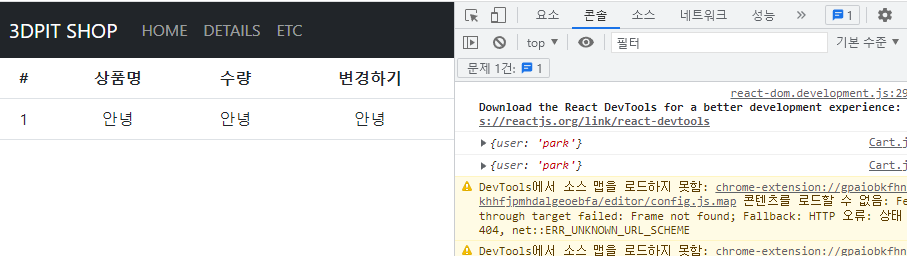 3DPIT SHOP HOME DETAILS ETC
# 상품명 수량 변경하기
1 안녕 안녕 안녕
요소 콘솔 소스 네트워크 성능 » 1
top ▼ 필터 기본 수준 ▼
문제 1건: 1
react-dom.development.js:29
Download the React DevTools for a better development experience:
s://reactjs.org/link/react-devtools
▶ {user: 'park'} Cart.j
▶ {user: 'park'} Cart.j
DevTools에서 소스 맵을 로드하지 못함: chrome-extension://gpaiobkfhn
khhfjpmhdalgeoebfa/editor/config.js.map 콘텐츠를 로드할 수 없음: Fe
through target failed: Frame not found; Fallback: HTTP 오류: 상태
404, net::ERR_UNKNOWN_URL_SCHEME
DevTools에서 소스 맵을 로드하지 못함: chrome-extension://gpaiobkfhn